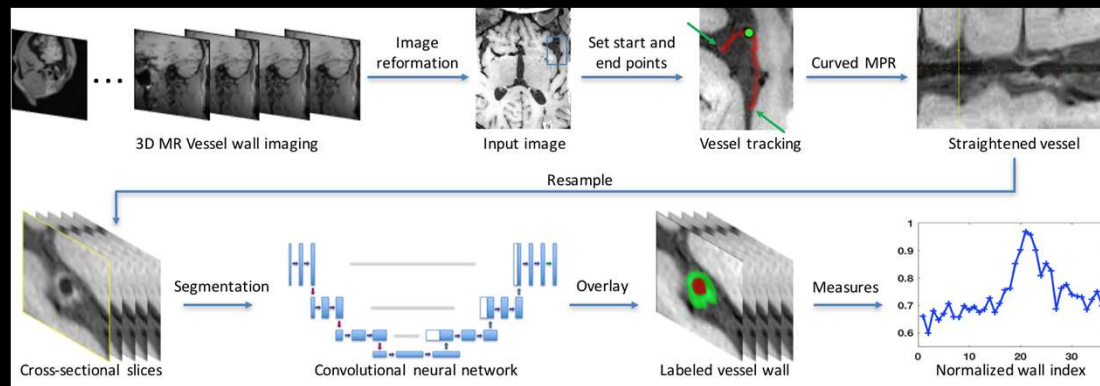 Image
reformation
Set start and
end points
Curved MPR
3D MR Vessel wall imaging
Input image
Vessel tracking
Straightened vessel
Resample
Segmentation
Overlay
Measures
1
0.9
0.8
0.7
0.6
0
20
40
Cross-sectional slices
Convolutional neural network
Labeled vessel wall
Normalized wall index